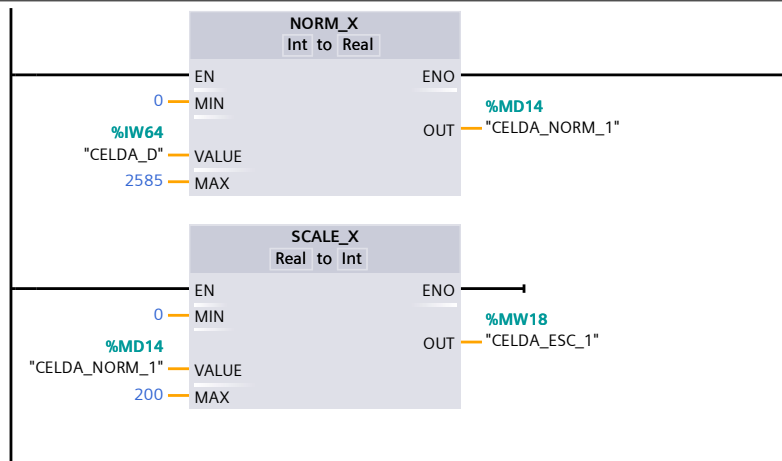 NORM_X
Int to Real
EN ENO
0 MIN
%MD14
%IW64
OUT "CELDA_NORM_1"
"CELDA_D" VALUE
2585 MAX
SCALE_X
Real to Int
EN ENO
0 MIN
%MW18
%MD14
OUT "CELDA_ESC_1"
"CELDA_NORM_1" VALUE
200 MAX